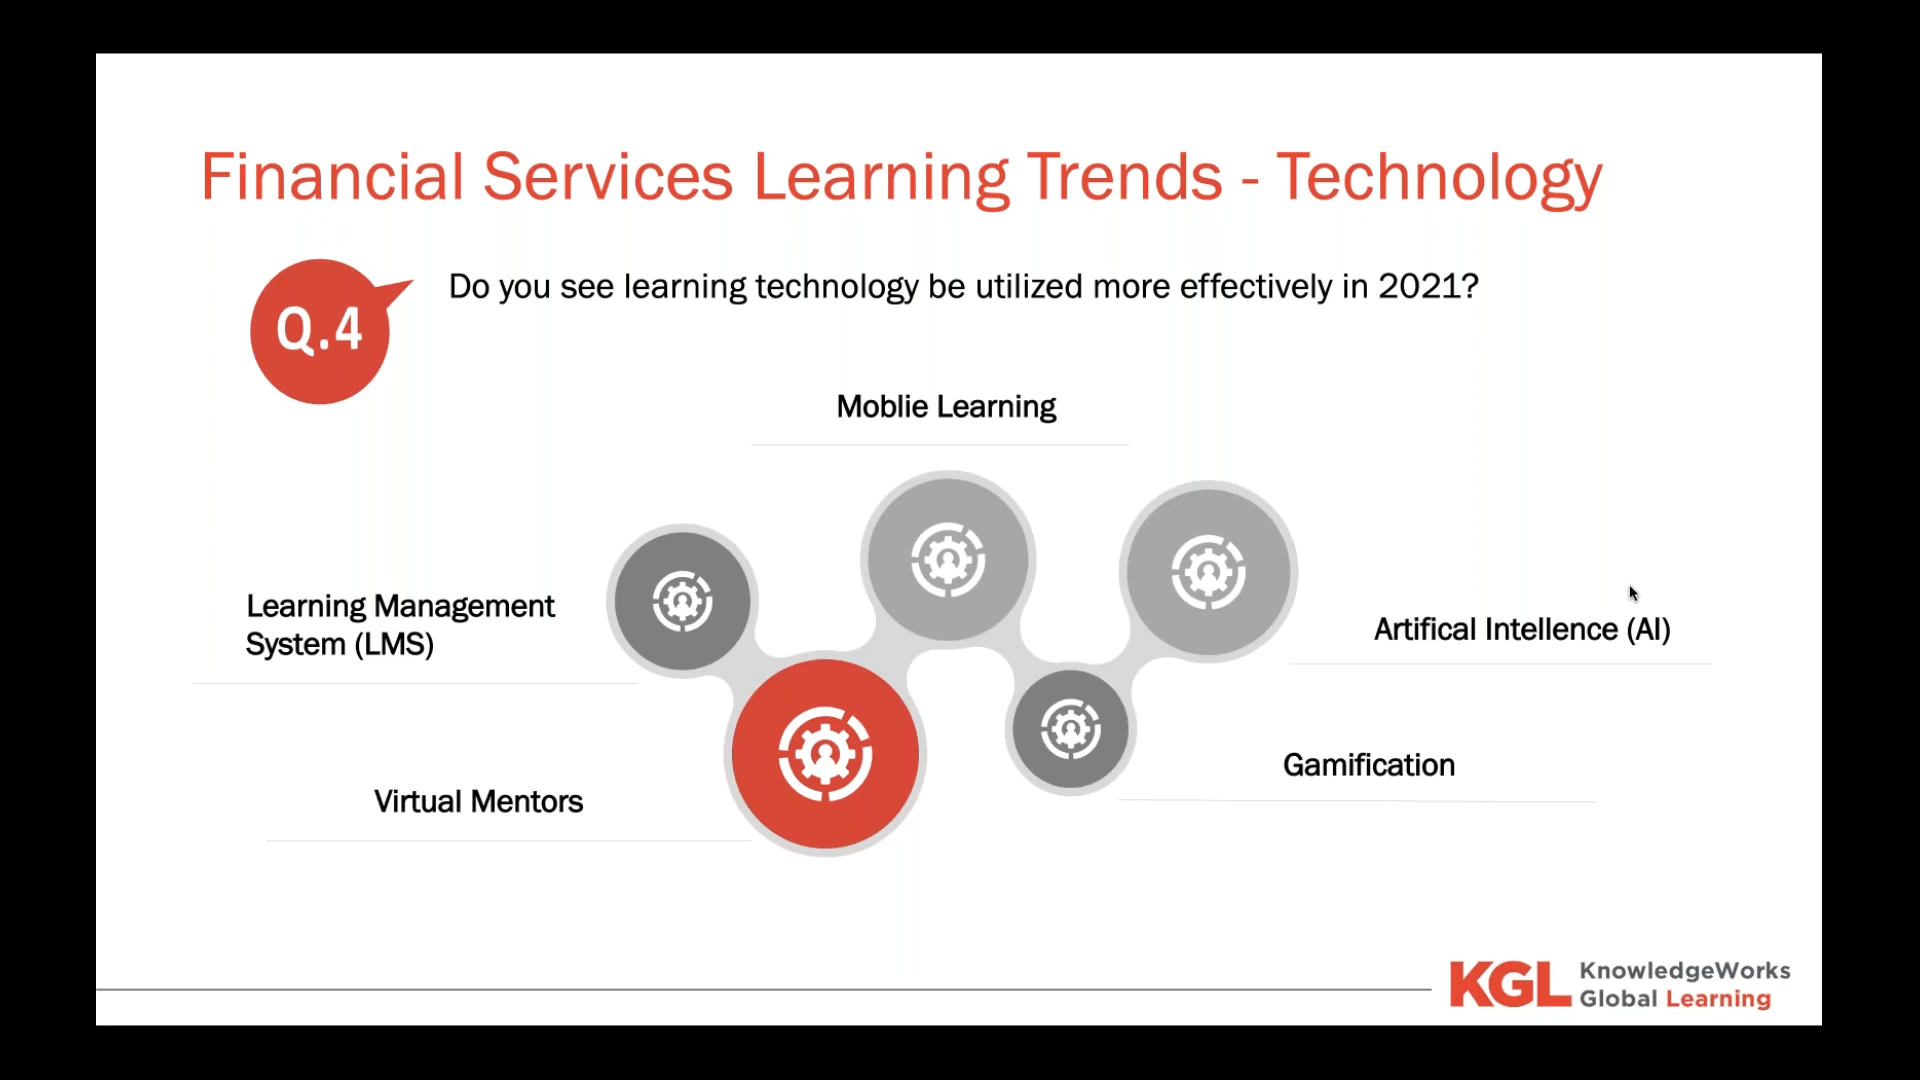 Financial Services Learning Trends - Technology
Q.4
Do you see learning technology be utilized more effectively in 2021?
Moblie Learning
Learning Management
System (LMS)
Artifical Intellence (AI)
Gamification
Virtual Mentors
KGL KnowledgeWorks
Global Learning